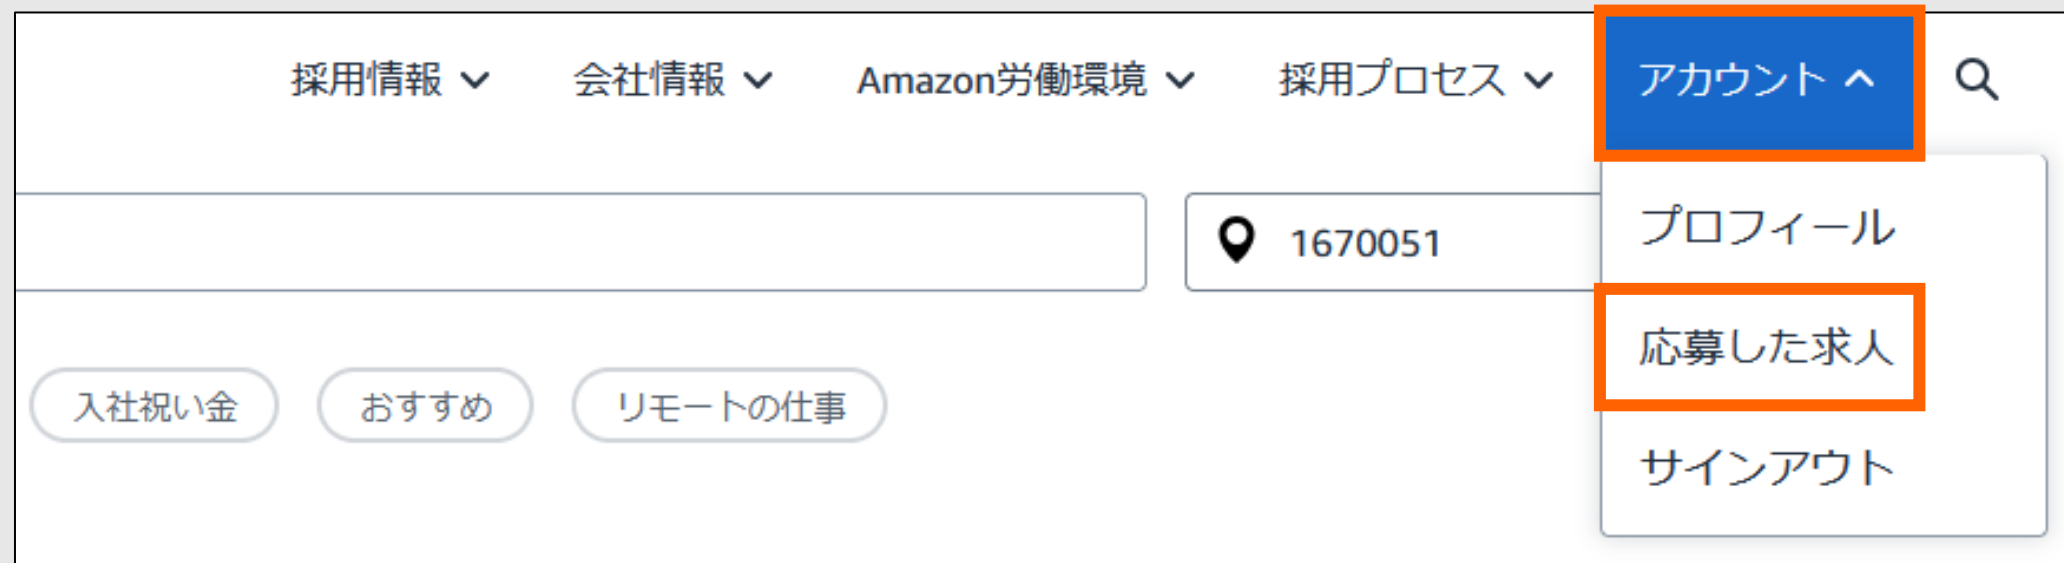 採用情報 会社情報 Amazon労働環境 採用プロセス アカウント
1670051
プロフィール
応募した求人
入社祝い金 おすすめ リモートの仕事
サインアウト